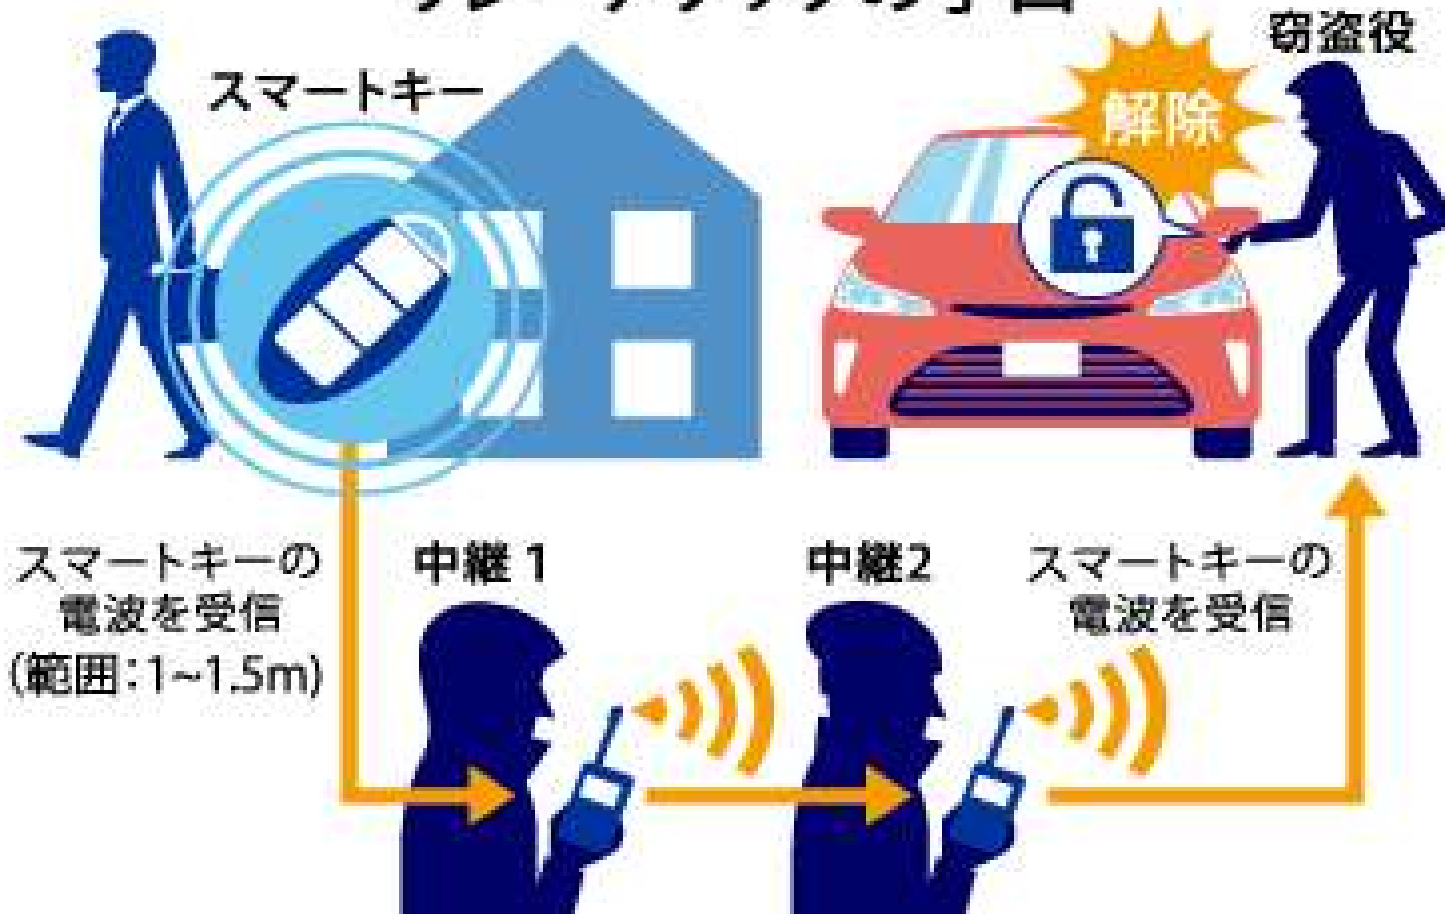 スマートキー
解除
窃盗役
スマートキーの
電波を受信
(範囲：1~1.5m)
中継1
中継2
スマートキーの
電波を受信